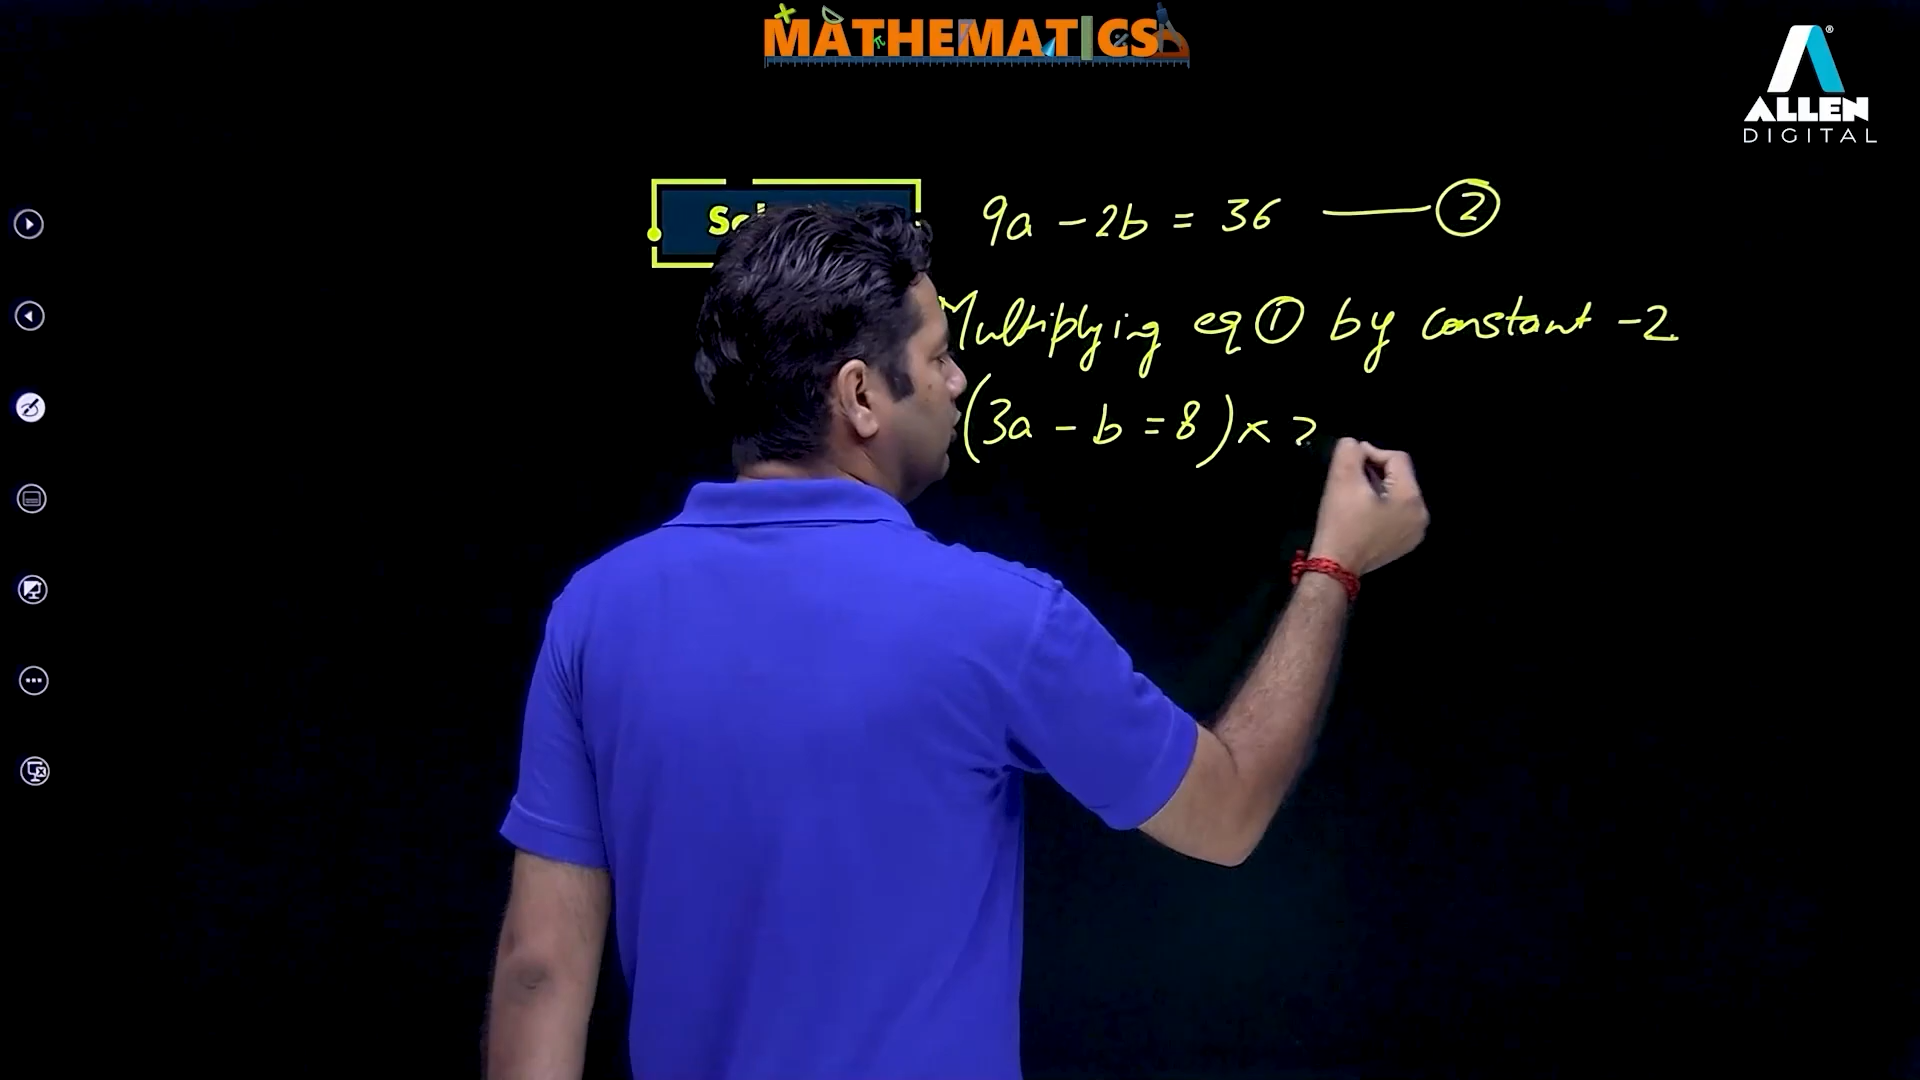 MATHEMATICS
ALLEN
DIGITAL
9a - 2b = 36 —— ②
Multiplying eq ① by constant -2
(3a - b = 8) × 2